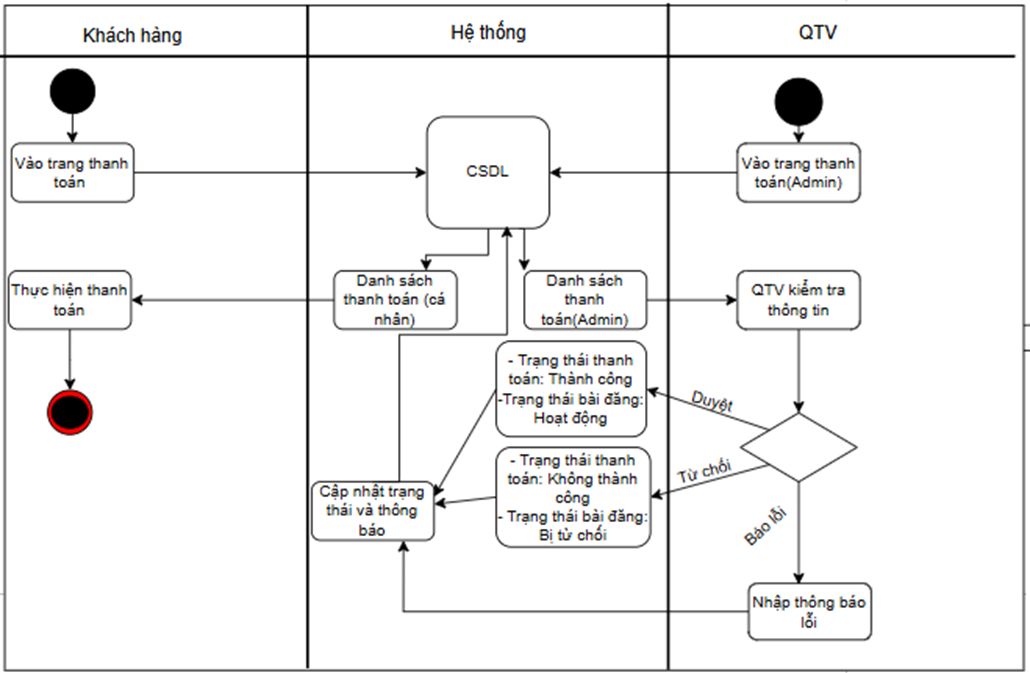 Khách hàng
Hệ thống
QTV
Vào trang thanh
toán
CSDL
Vào trang thanh
toán(Admin)
Thực hiện thanh
toán
Danh sách
thanh toán (cá
nhân)
Danh sách
thanh
toán(Admin)
QTV kiểm tra
thông tin
- Trạng thái thanh
toán: Thành công
-Trạng thái bài đăng:
Hoạt động
Duyệt
- Trạng thái thanh
toán: Không thành
công
- Trạng thái bài đăng:
Bị từ chối
Từ chối
Cập nhật trạng
thái và thông
báo
Báo lỗi
Nhập thông báo
lỗi